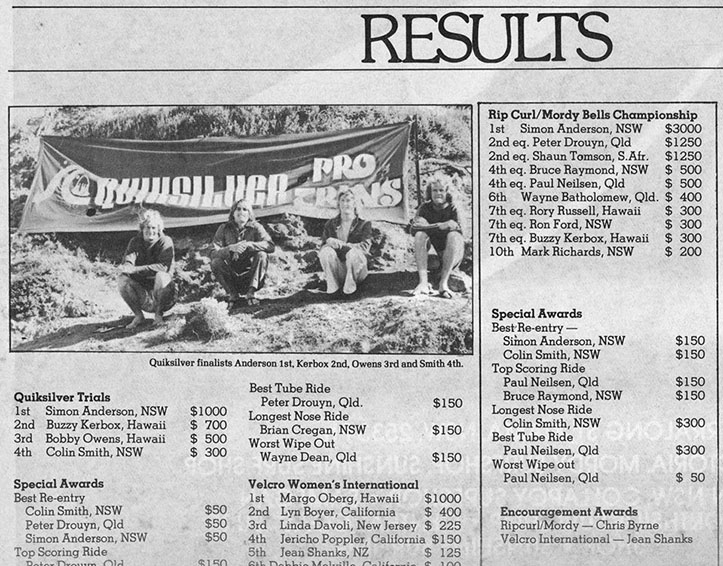 RESULTS
QUIKSILVER PRO
TRIALS
Quiksilver finalists Anderson 1st, Kerbox 2nd, Owens 3rd and Smith 4th.
Quiksilver Trials
1st Simon Anderson, NSW $1000
2nd Buzzy Kerbox, Hawaii $ 700
3rd Bobby Owens, Hawaii $ 500
4th Colin Smith, NSW $ 300
Special Awards
Best Re-entry
Colin Smith, NSW $50
Peter Drouyn, Qld $50
Simon Anderson, NSW $50
Top Scoring Ride
Peter Drouyn, Qld $150
Best Tube Ride
Peter Drouyn, Qld. $150
Longest Nose Ride
Brian Cregan, NSW $150
Worst Wipe Out
Wayne Dean, Qld $150
Velcro Women's International
1st Margo Oberg, Hawaii $1000
2nd Lyn Boyer, California $ 400
3rd Linda Davoli, New Jersey $ 225
4th Jericho Poppler, California $150
5th Jean Shanks, NZ $ 125
6th Debbie Melville, California $ 100
Rip Curl/Mordy Bells Championship
1st Simon Anderson, NSW $3000
2nd eq. Peter Drouyn, Qld $1250
2nd eq. Shaun Tomson, S.Afr. $1250
4th eq. Bruce Raymond, NSW $ 500
4th eq. Paul Neilsen, Qld $ 500
6th Wayne Batholomew, Qld. $ 400
7th eq. Rory Russell, Hawaii $ 300
7th eq. Ron Ford, NSW $ 300
7th eq. Buzzy Kerbox, Hawaii $ 300
10th Mark Richards, NSW $ 200
Special Awards
Best Re-entry —
Simon Anderson, NSW $150
Colin Smith, NSW $150
Top Scoring Ride
Paul Neilsen, Qld $150
Bruce Raymond, NSW $150
Longest Nose Ride
Colin Smith, NSW $300
Best Tube Ride
Paul Neilsen, Qld $300
Worst Wipe out
Paul Neilsen, Qld $ 50
Encouragement Awards
Ripcurl/Mordy — Chris Byrne
Velcro International — Jean Shanks